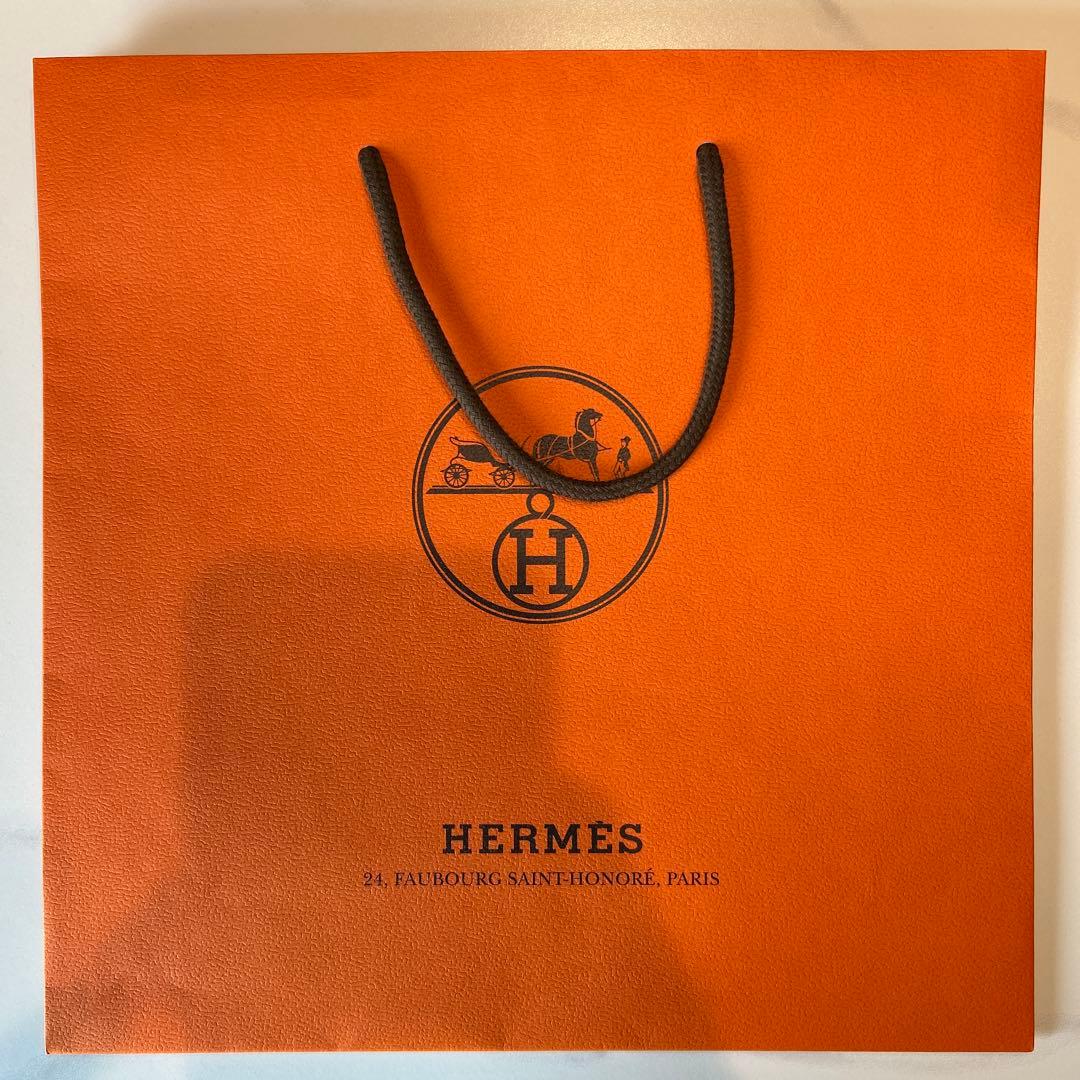 H
HERMÈS
24, FAUBOURG SAINT-HONORÉ, PARIS